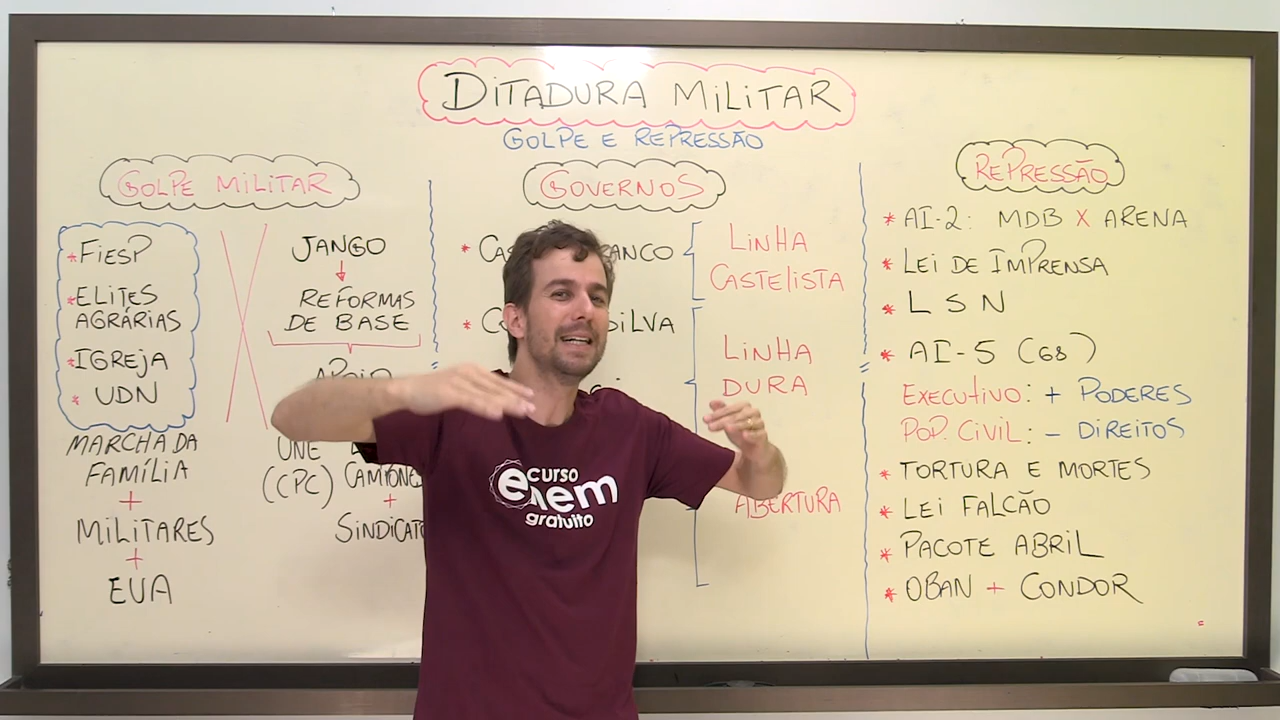 DITADURA MILITAR
GOLPE E REPRESSÃO
GOLPE MILITAR
* FIESP
* ELITES
AGRÁRIAS
* IGREJA
* UDN
MARCHA DA
FAMÍLIA
+
MILITARES
+
EUA
X
JANGO
REFORMAS
DE BASE
APOIO
UNE
(CPC)
+
GOVERNOS
LINHA
CASTELISTA
SILVA
LINHA
DURA
ABERTURA
curso
enem
gratuito
REPRESSÃO
* AI-2: MDB X ARENA
* LEI DE IMPRENSA
* LSN
* AI-5 (68)
EXECUTIVO: + PODERES
POP. CIVIL: - DIREITOS
* TORTURA E MORTES
* LEI FALCÃO
* PACOTE ABRIL
* OBAN + CONDOR